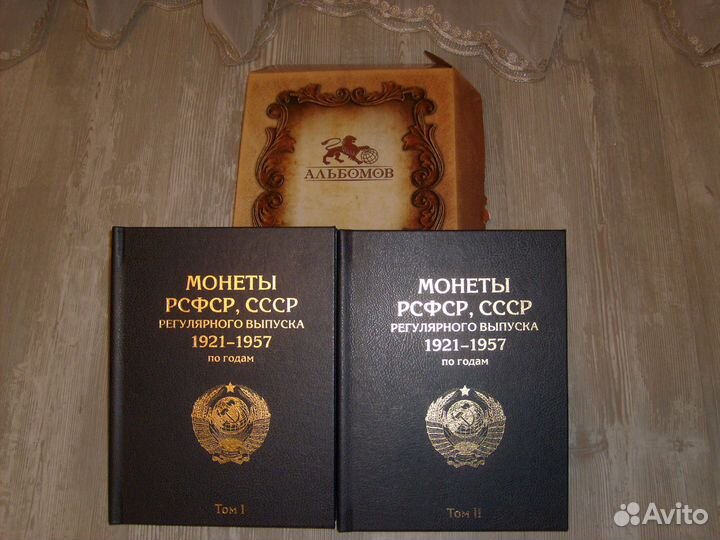 АЛЬБОМОВ
МОНЕТЫ
РСФСР, СССР
РЕГУЛЯРНОГО ВЫПУСКА
1921–1957
по годам
Том I
МОНЕТЫ
РСФСР, СССР
РЕГУЛЯРНОГО ВЫПУСКА
1921–1957
по годам
Том II
Avito